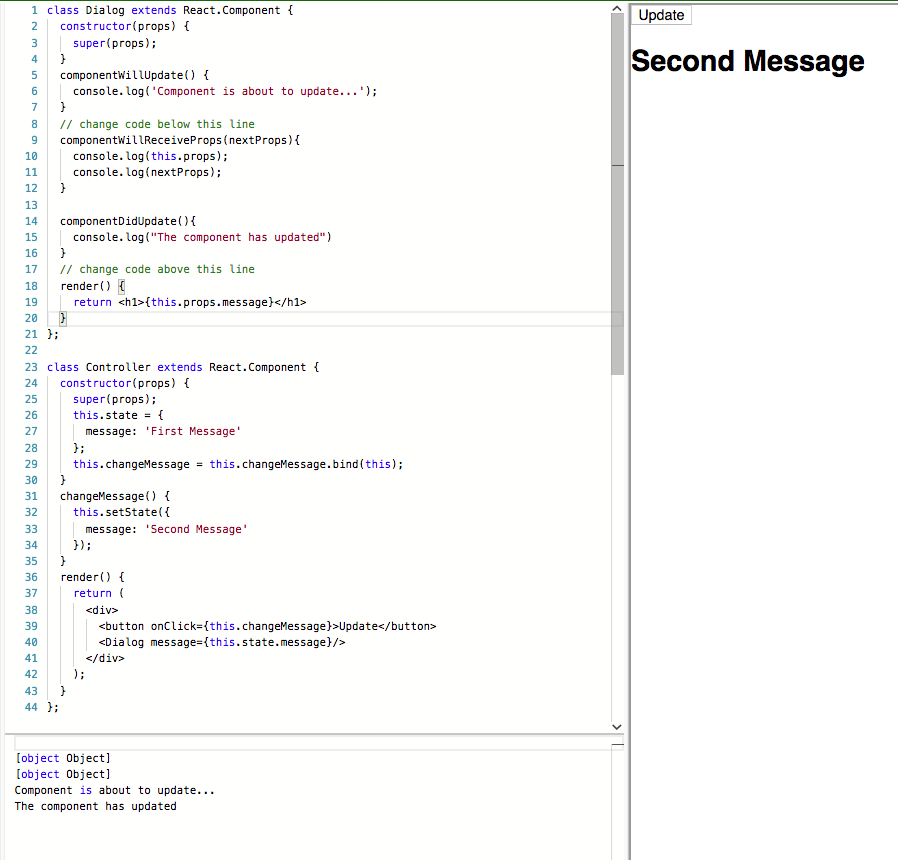 1 class Dialog extends React.Component {
2 constructor(props) {
3 super(props);
4 }
5 componentWillUpdate() {
6 console.log('Component is about to update...');
7 }
8 // change code below this line
9 componentWillReceiveProps(nextProps){
10 console.log(this.props);
11 console.log(nextProps);
12 }
13
14 componentDidUpdate(){
15 console.log("The component has updated")
16 }
17 // change code above this line
18 render() {
19 return <h1>{this.props.message}</h1>
20 }
21 };
22
23 class Controller extends React.Component {
24 constructor(props) {
25 super(props);
26 this.state = {
27 message: 'First Message'
28 };
29 this.changeMessage = this.changeMessage.bind(this);
30 }
31 changeMessage() {
32 this.setState({
33 message: 'Second Message'
34 });
35 }
36 render() {
37 return (
38 <div>
39 <button onClick={this.changeMessage}>Update</button>
40 <Dialog message={this.state.message}/>
41 </div>
42 );
43 }
44 };
[object Object]
[object Object]
Component is about to update...
The component has updated
Update
Second Message